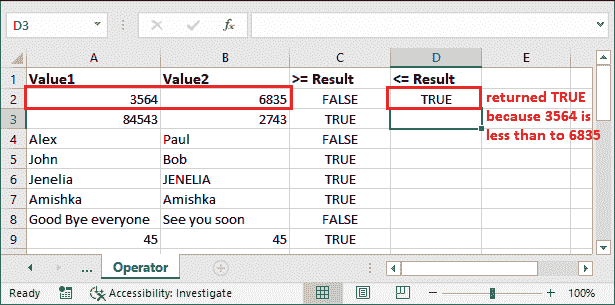 D3
fx
A B C D E
1 Value1 Value2 >= Result <= Result
2 3564 6835 FALSE TRUE returned TRUE
3 84543 2743 TRUE because 3564 is
4 Alex Paul FALSE less than to 6835
5 John Bob TRUE
6 Jenelia JENELIA TRUE
7 Amishka Amishka TRUE
8 Good Bye everyone See you soon FALSE
9 45 45 TRUE
... Operator
Ready Accessibility: Investigate 100%